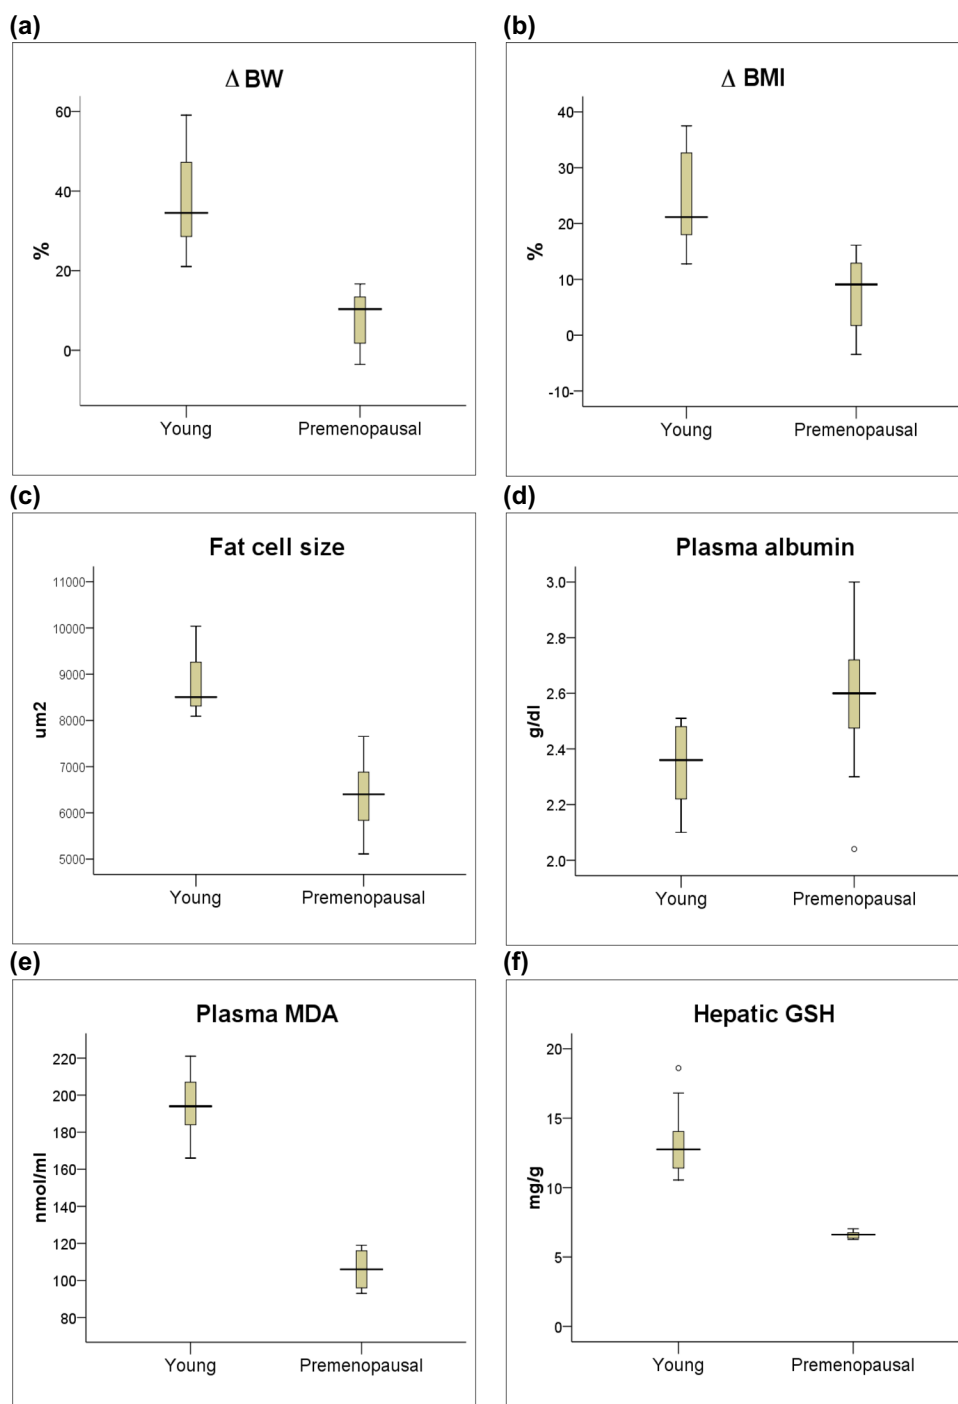 (a)
Δ BW
60
40
20
0
%
Young Premenopausal
(b)
Δ BMI
40
30
20
10
0
-10-
%
Young Premenopausal
(c)
Fat cell size
11000
10000
9000
8000
7000
6000
5000
um2
Young Premenopausal
(d)
Plasma albumin
3.0
2.8
2.6
2.4
2.2
2.0
g/dl
Young Premenopausal
(e)
Plasma MDA
220
200
180
160
140
120
100
80
nmol/ml
Young Premenopausal
(f)
Hepatic GSH
20
15
10
5
0
mg/g
Young Premenopausal